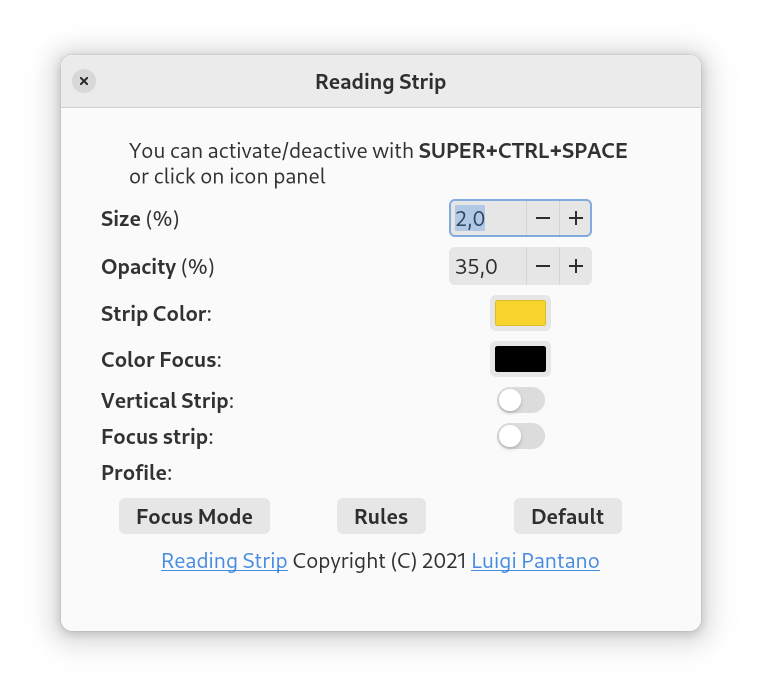 Reading Strip
You can activate/deactive with SUPER+CTRL+SPACE
or click on icon panel
Size (%) 2,0 − +
Opacity (%) 35,0 − +
Strip Color:
Color Focus:
Vertical Strip:
Focus strip:
Profile:
Focus Mode Rules Default
Reading Strip Copyright (C) 2021 Luigi Pantano